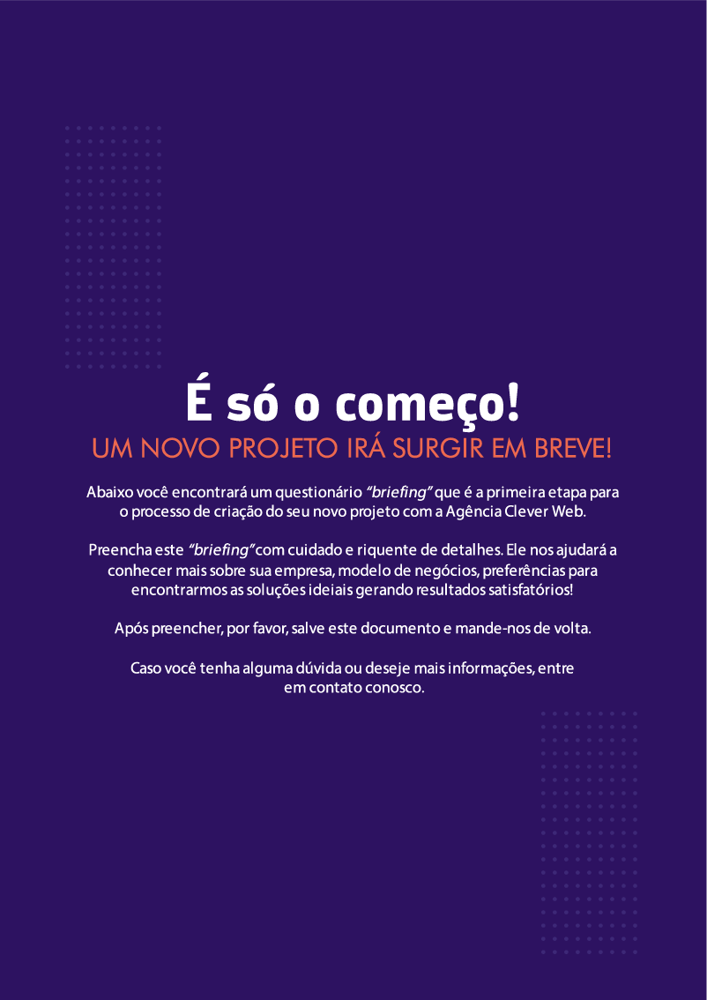 É só o começo!
UM NOVO PROJETO IRÁ SURGIR EM BREVE!
Abaixo você encontrará um questionário “briefing” que é a primeira etapa para
o processo de criação do seu novo projeto com a Agência Clever Web.
Preencha este “briefing” com cuidado e riquente de detalhes. Ele nos ajudará a
conhecer mais sobre sua empresa, modelo de negócios, preferências para
encontrarmos as soluções ideiais gerando resultados satisfatórios!
Após preencher, por favor, salve este documento e mande-nos de volta.
Caso você tenha alguma dúvida ou deseje mais informações, entre
em contato conosco.